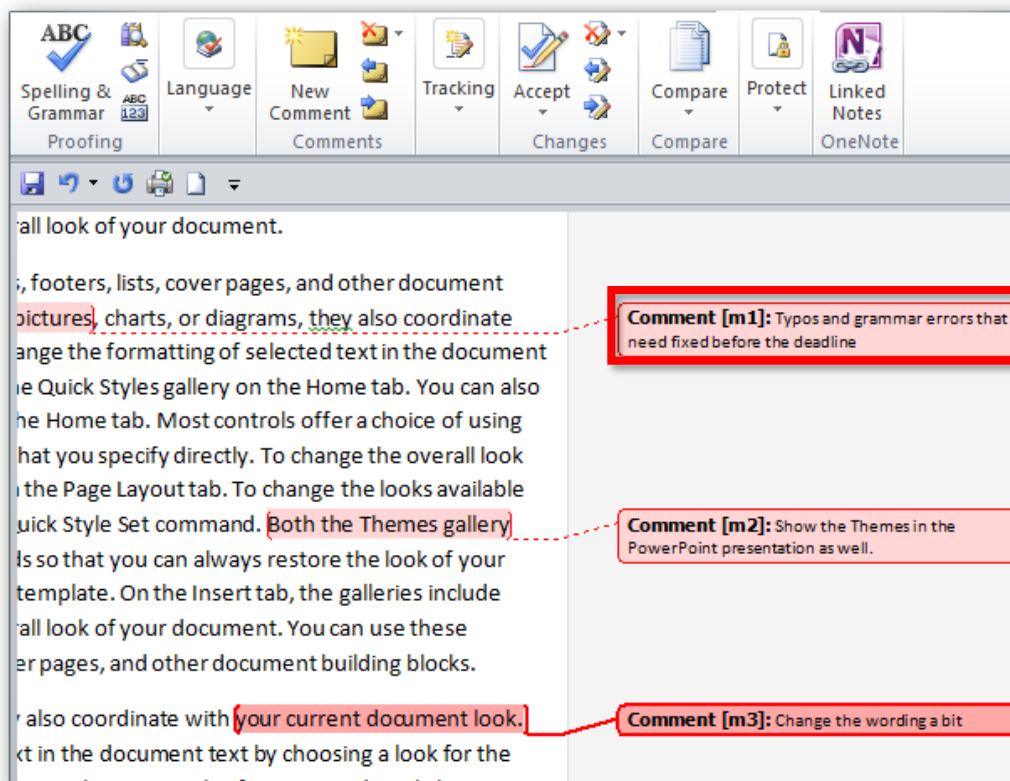 ABC
ABC
123
Spelling & Grammar
Language
New Comment
Tracking
Accept
Compare
Protect
N
Linked Notes
Proofing
Comments
Changes
Compare
OneNote
all look of your document.
, footers, lists, cover pages, and other document
pictures, charts, or diagrams, they also coordinate
ange the formatting of selected text in the document
e Quick Styles gallery on the Home tab. You can also
he Home tab. Most controls offer a choice of using
hat you specify directly. To change the overall look
the Page Layout tab. To change the looks available
uick Style Set command. Both the Themes gallery
ds so that you can always restore the look of your
template. On the Insert tab, the galleries include
all look of your document. You can use these
er pages, and other document building blocks.
also coordinate with your current document look.
xt in the document text by choosing a look for the
Comment [m1]: Typos and grammar errors that
need fixed before the deadline
Comment [m2]: Show the Themes in the
PowerPoint presentation as well.
Comment [m3]: Change the wording a bit